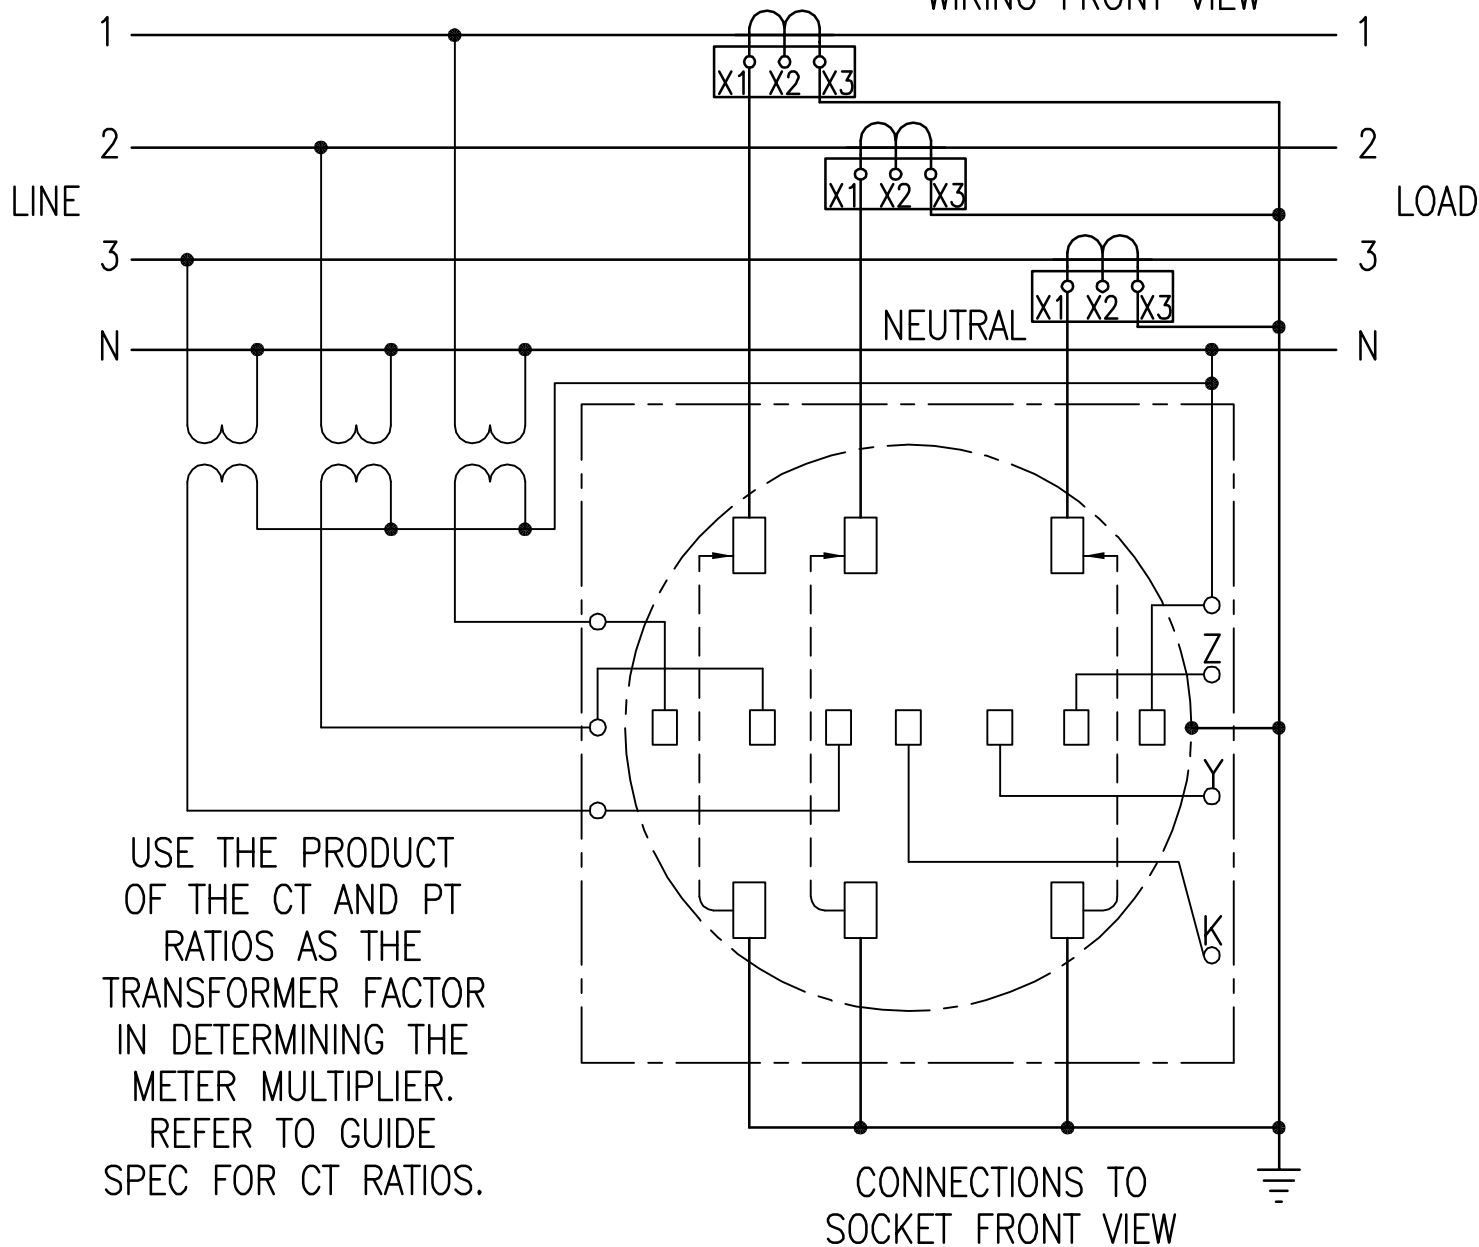 WIRING FRONT VIEW
1
1
X1 X2 X3
2
2
X1 X2 X3
LINE
LOAD
3
3
X1 X2 X3
NEUTRAL
N
N
Z
Y
K
USE THE PRODUCT
OF THE CT AND PT
RATIOS AS THE
TRANSFORMER FACTOR
IN DETERMINING THE
METER MULTIPLIER.
REFER TO GUIDE
SPEC FOR CT RATIOS.
CONNECTIONS TO
SOCKET FRONT VIEW